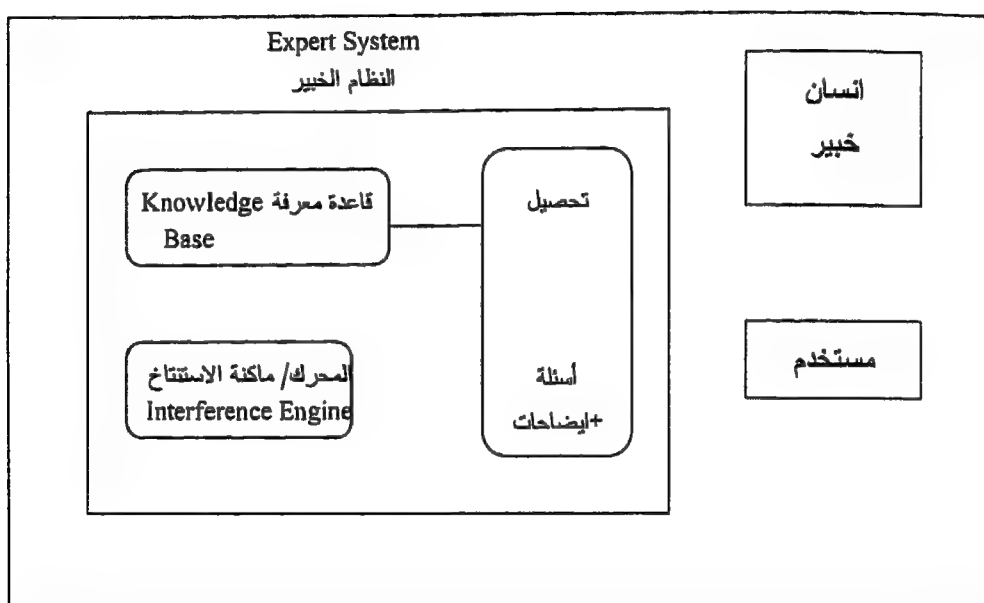 Expert System
النظام الخبير
انسان
خبير
قاعدة معرفة Knowledge
Base
تحصيل
المحرك/ ماكنة الاستنتاخ
Interference Engine
أسئلة
+ايضاحات
مستخدم